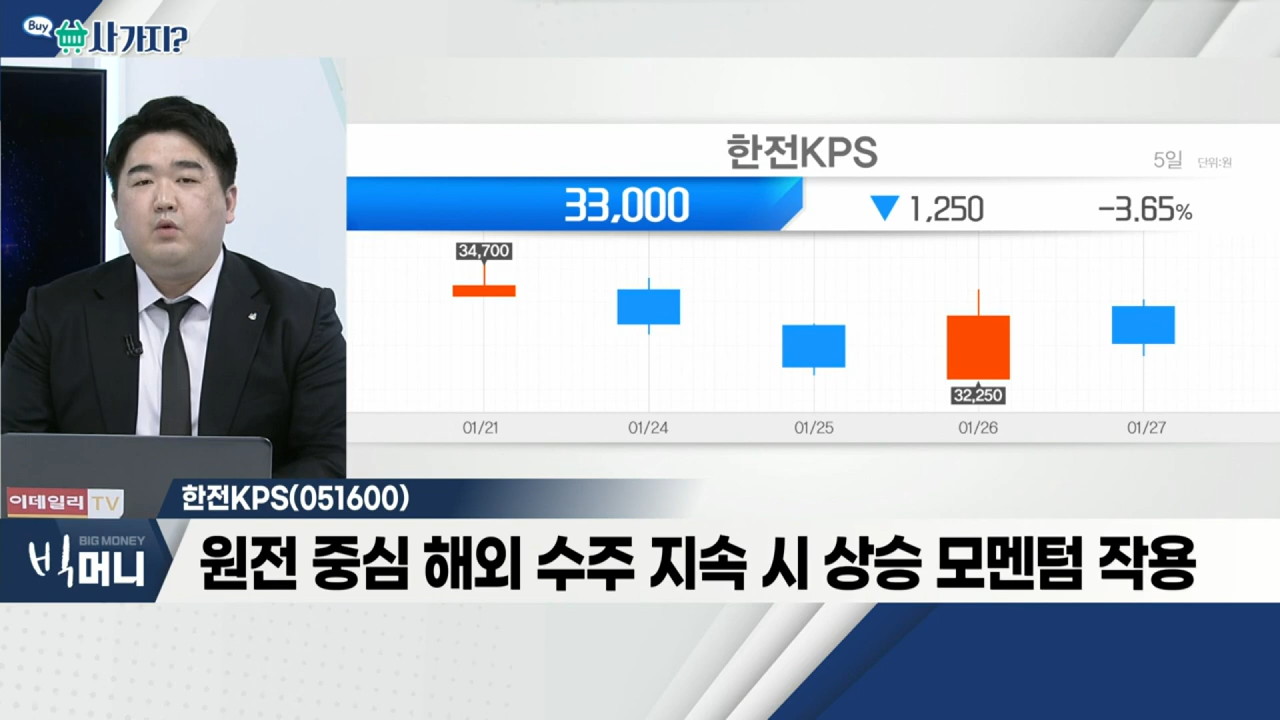 Buy
사가지?
한전KPS
5일 단위:원
33,000 ▼1,250 -3.65%
34,700
32,250
01/21 01/24 01/25 01/26 01/27
이데일리TV
한전KPS(051600)
BIG MONEY
빅머니
원전 중심 해외 수주 지속 시 상승 모멘텀 작용